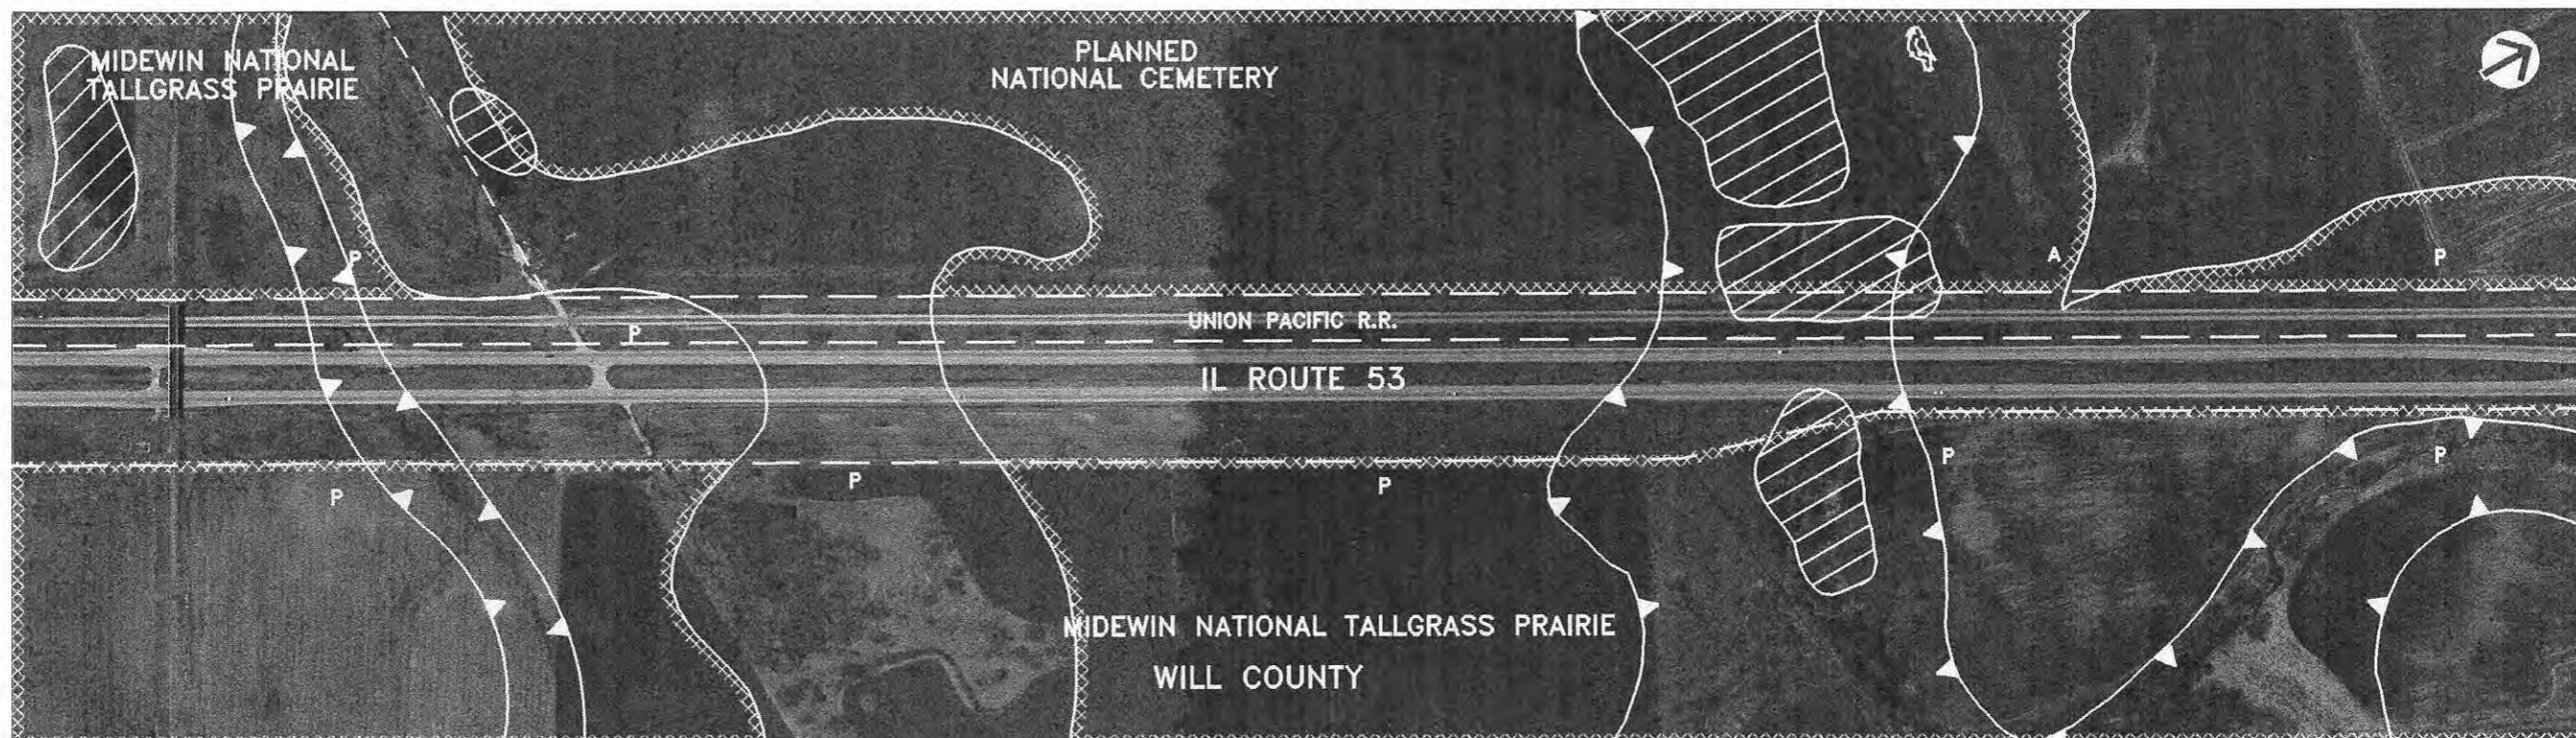 MIDEWIN NATIONAL
TALLGRASS PRAIRIE
PLANNED
NATIONAL CEMETERY
P
A
P
UNION PACIFIC R.R.
P
IL ROUTE 53
P
P
P
P
P
MIDEWIN NATIONAL TALLGRASS PRAIRIE
WILL COUNTY